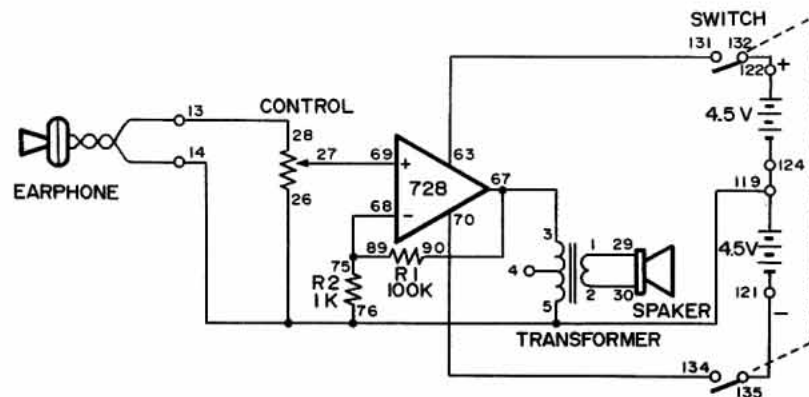 SWITCH
131 132
122 +
13
CONTROL
28
4.5 V
14
27
69 +
63
124
EARPHONE
728
67
119
26
68 −
70
89 90
3
1 29
4.5V
75
R1
100K
4
R2
1K
76
5
2 30
SPAKER
121
−
TRANSFORMER
134
135